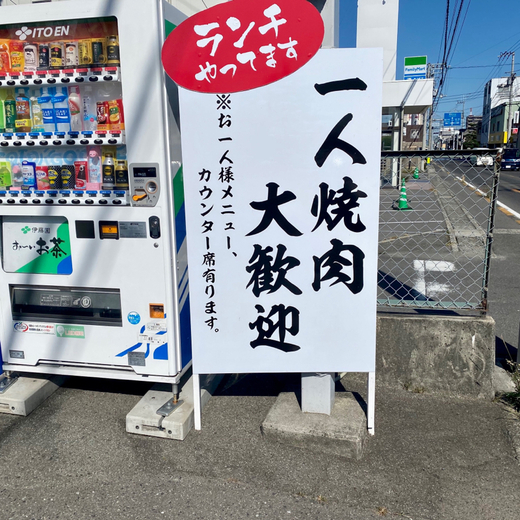 ランチ
やってます
一人焼肉
大歓迎
※お一人様メニュー、
カウンター席有ります。
ITO EN
伊藤園
お〜いお茶
FamilyMart